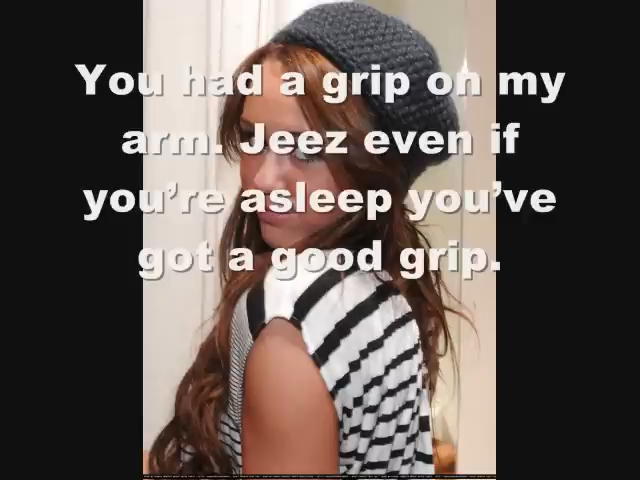 You had a grip on my
arm. Jeez even if
you’re asleep you’ve
got a good grip.